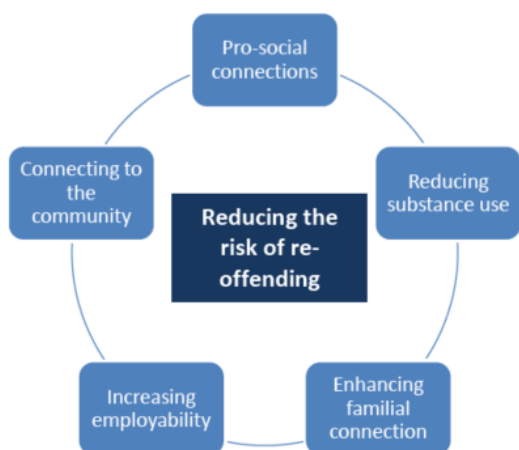 Pro-social
connections
Reducing
substance use
Enhancing
familial
connection
Increasing
employability
Connecting to
the
community
Reducing the
risk of re-
offending